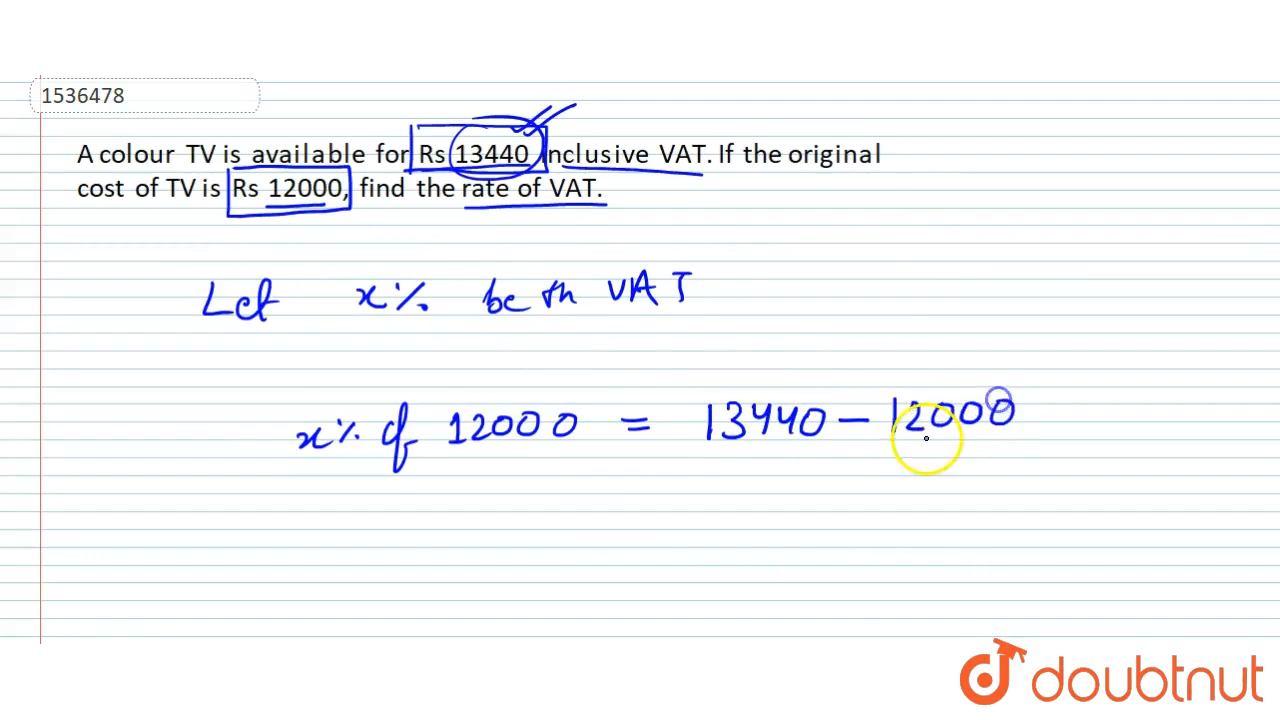 1536478
A colour TV is available for Rs 13440 inclusive VAT. If the original
cost of TV is Rs 12000, find the rate of VAT.
Let x% be th VAT
x% of 12000 = 13440 - 12000
doubtnut